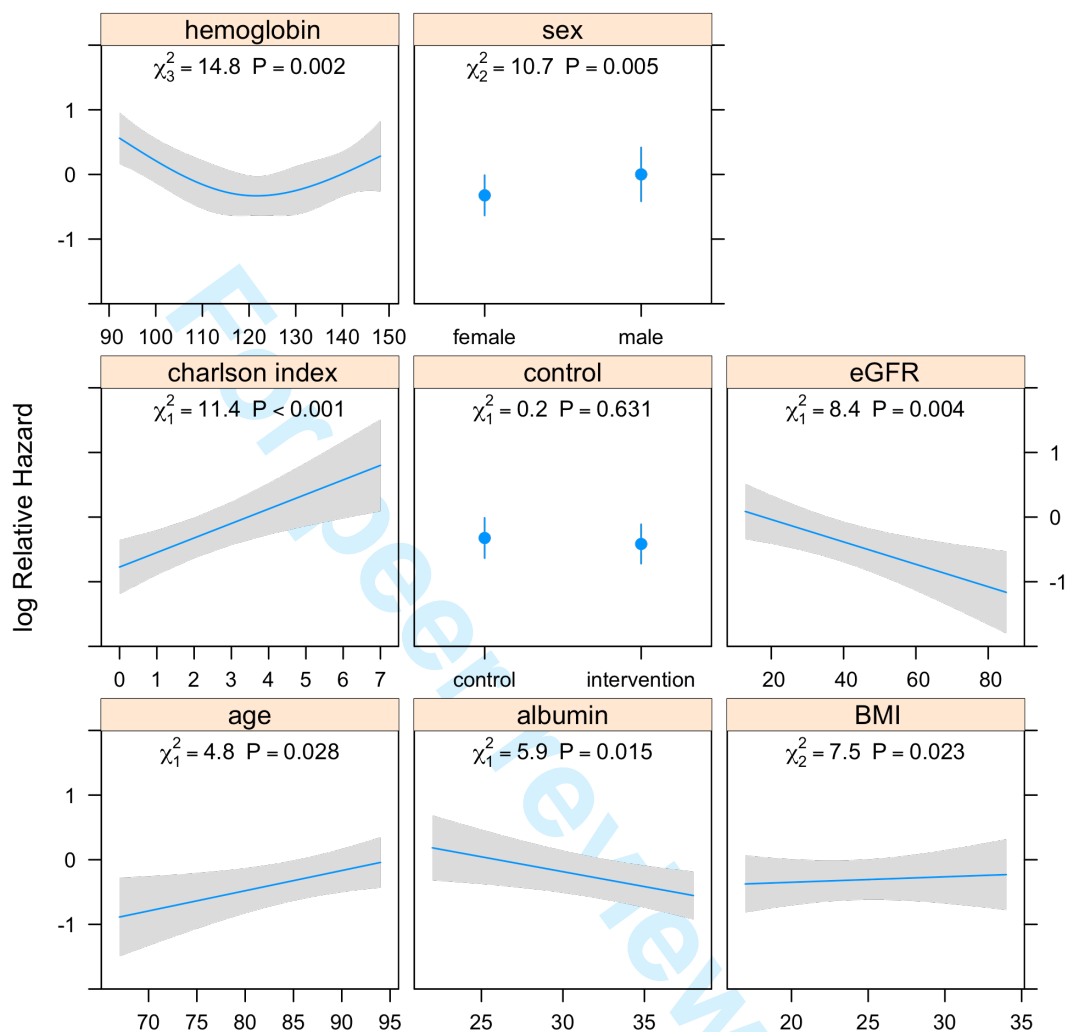 hemoglobin
sex
χ²₃ = 14.8 P = 0.002
χ²₂ = 10.7 P = 0.005
1
0
-1
90 100 110 120 130 140 150
female male
charlson index
control
eGFR
χ²₁ = 11.4 P < 0.001
χ²₁ = 0.2 P = 0.631
χ²₁ = 8.4 P = 0.004
1
0
-1
log Relative Hazard
0 1 2 3 4 5 6 7
control intervention
20 40 60 80
age
albumin
BMI
χ²₁ = 4.8 P = 0.028
χ²₁ = 5.9 P = 0.015
χ²₂ = 7.5 P = 0.023
1
0
-1
70 75 80 85 90 95
25 30 35
20 25 30 35
For peer review